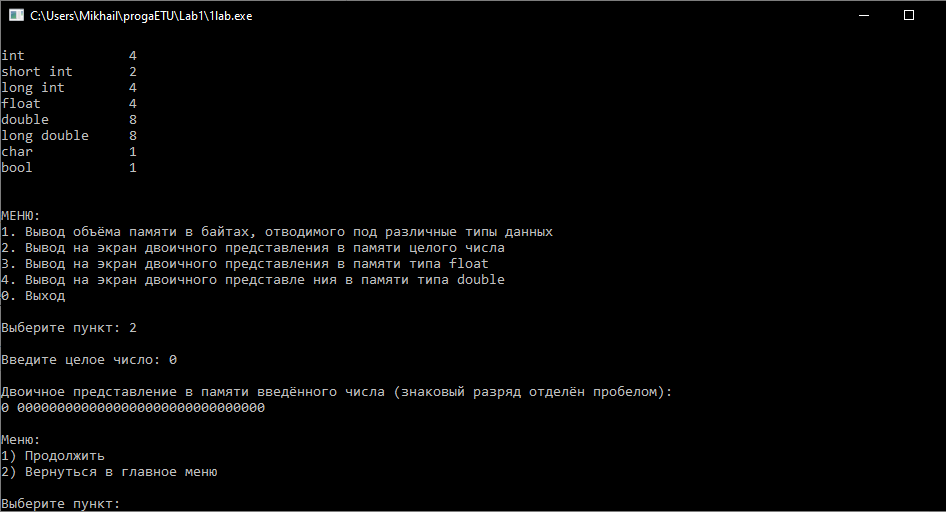 C:\Users\Mikhail\progaETU\Lab1\1lab.exe
int 4
short int 2
long int 4
float 4
double 8
long double 8
char 1
bool 1
МЕНЮ:
1. Вывод объёма памяти в байтах, отводимого под различные типы данных
2. Вывод на экран двоичного представления в памяти целого числа
3. Вывод на экран двоичного представления в памяти типа float
4. Вывод на экран двоичного представле ния в памяти типа double
0. Выход
Выберите пункт: 2
Введите целое число: 0
Двоичное представление в памяти введённого числа (знаковый разряд отделён пробелом):
0 0000000000000000000000000000000
Меню:
1) Продолжить
2) Вернуться в главное меню
Выберите пункт: